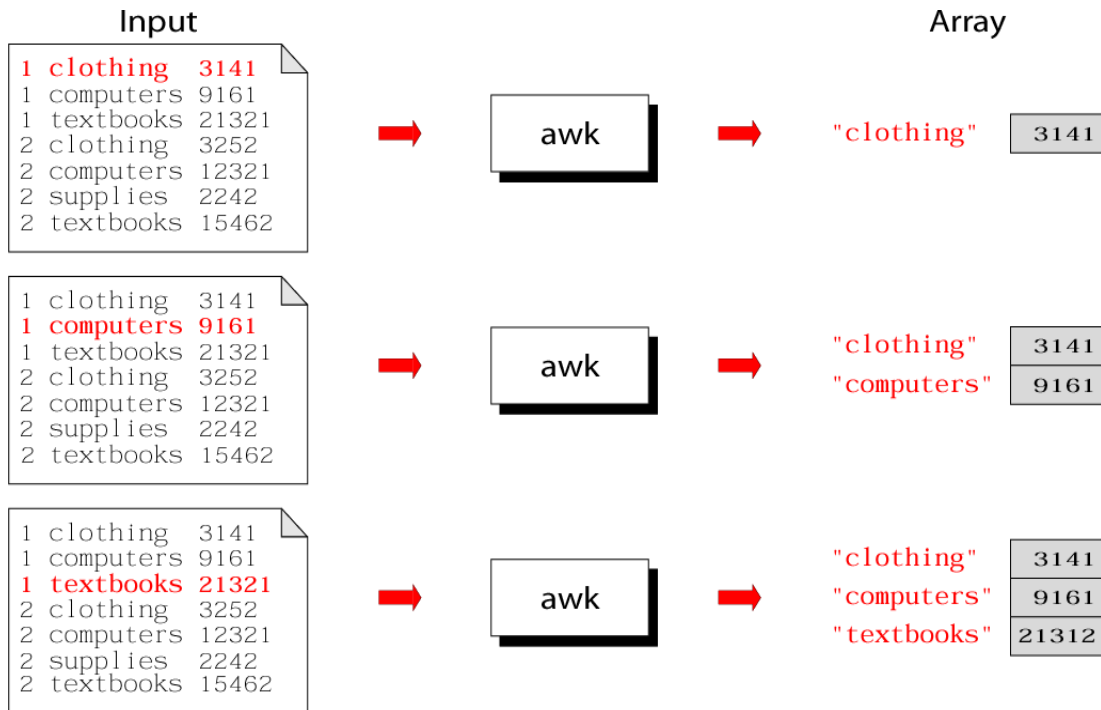 Input
Array
1 clothing 3141
1 computers 9161
1 textbooks 21321
2 clothing 3252
2 computers 12321
2 supplies 2242
2 textbooks 15462
awk
"clothing" 3141
1 clothing 3141
1 computers 9161
1 textbooks 21321
2 clothing 3252
2 computers 12321
2 supplies 2242
2 textbooks 15462
awk
"clothing" 3141
"computers" 9161
1 clothing 3141
1 computers 9161
1 textbooks 21321
2 clothing 3252
2 computers 12321
2 supplies 2242
2 textbooks 15462
awk
"clothing" 3141
"computers" 9161
"textbooks" 21312